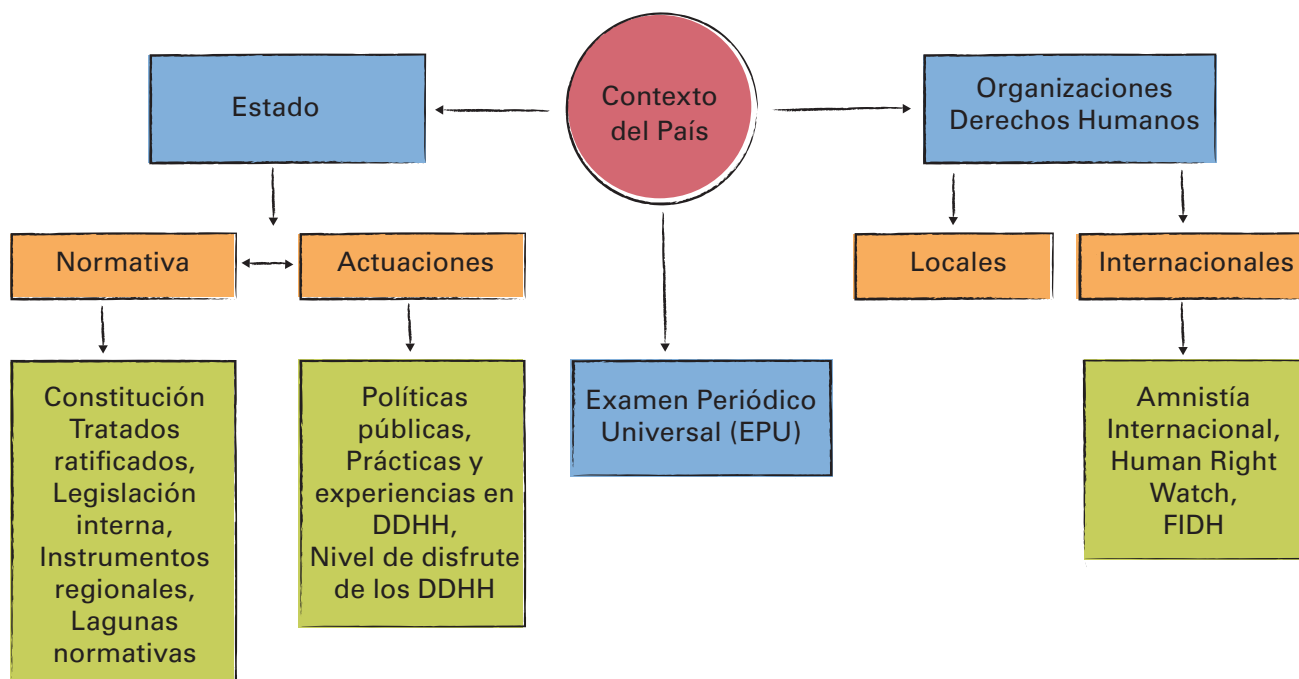 Contexto
del País
Estado
Organizaciones
Derechos Humanos
Normativa
Actuaciones
Locales
Internacionales
Constitución
Tratados
ratificados,
Legislación
interna,
Instrumentos
regionales,
Lagunas
normativas
Políticas
públicas,
Prácticas y
experiencias en
DDHH,
Nivel de disfrute
de los DDHH
Examen Periódico
Universal (EPU)
Amnistía
Internacional,
Human Right
Watch,
FIDH